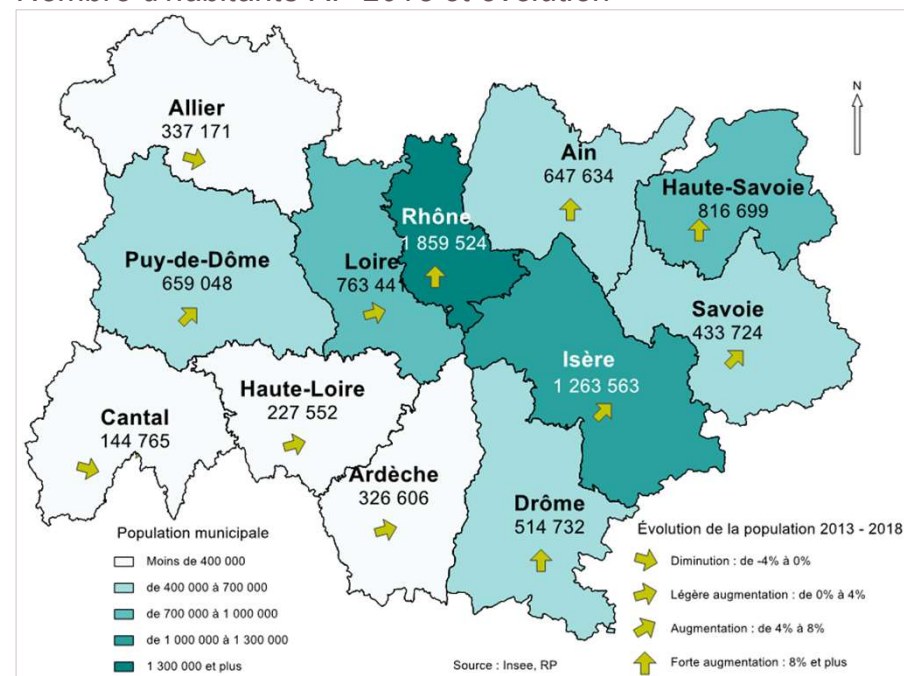 Allier
337 171
Ain
647 634
Haute-Savoie
816 699
Rhône
1 859 524
Puy-de-Dôme
659 048
Loire
763 441
Savoie
433 724
Isère
1 263 563
Haute-Loire
227 552
Cantal
144 765
Ardèche
326 606
Drôme
514 732
N
Population municipale
Moins de 400 000
de 400 000 à 700 000
de 700 000 à 1 000 000
de 1 000 000 à 1 300 000
1 300 000 et plus
Source : Insee, RP
Évolution de la population 2013 - 2018
Diminution : de -4% à 0%
Légère augmentation : de 0% à 4%
Augmentation : de 4% à 8%
Forte augmentation : 8% et plus